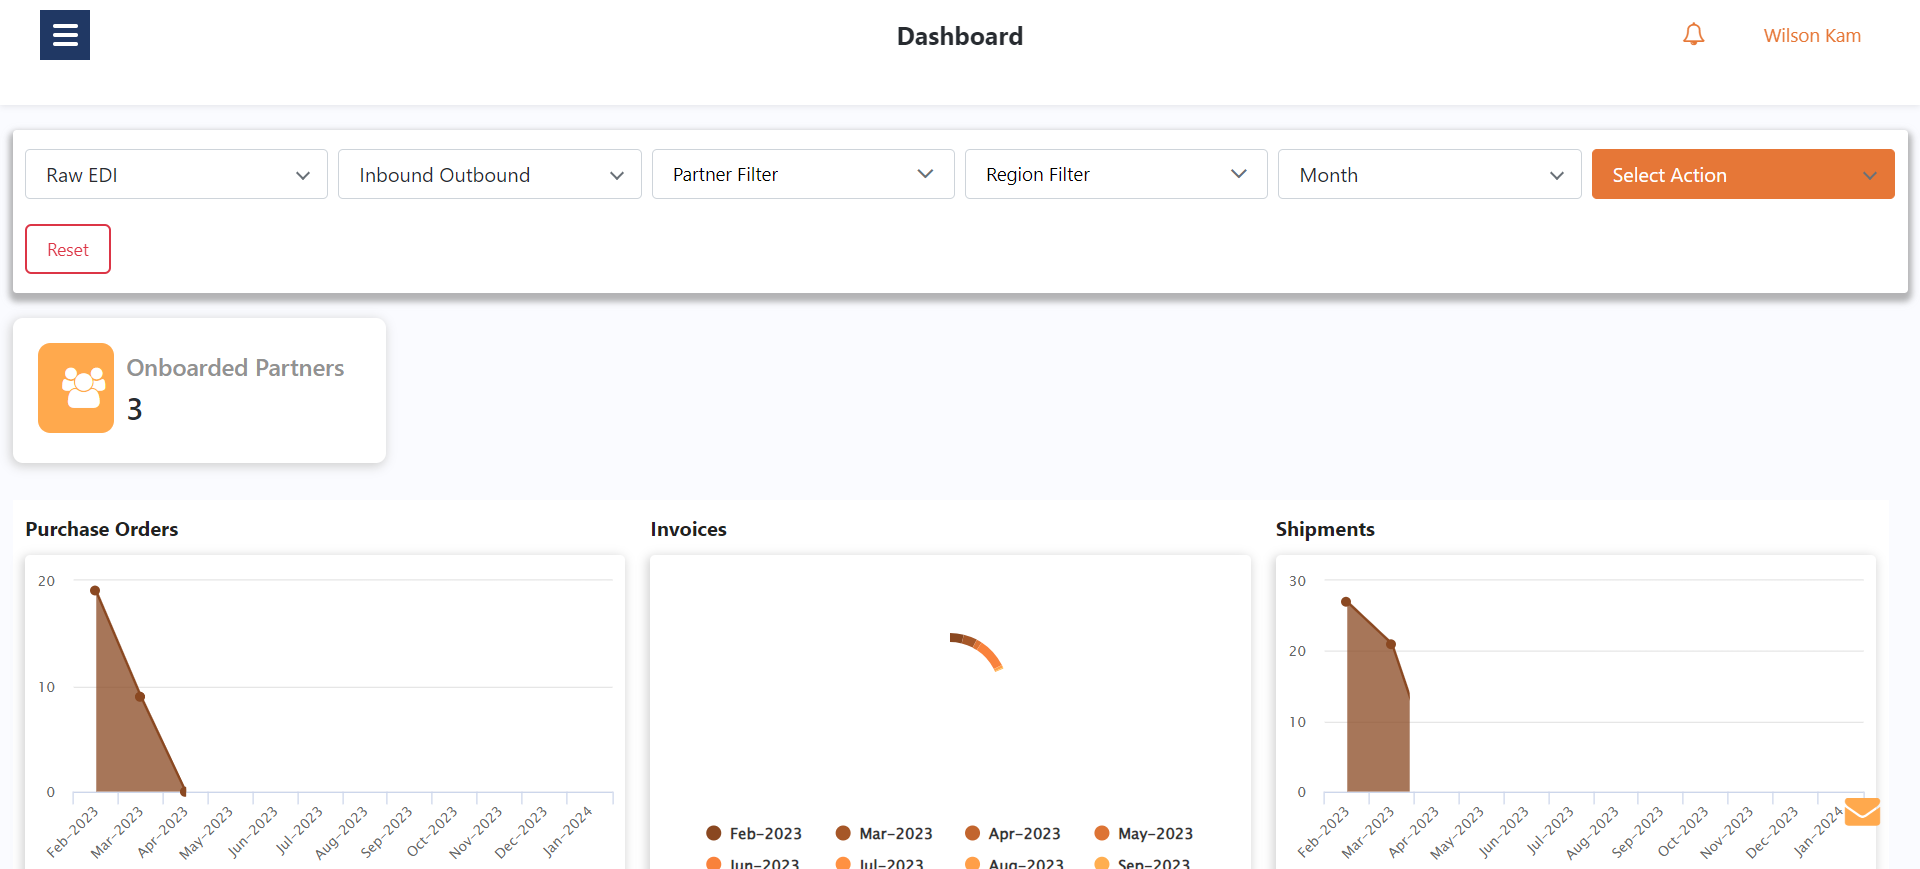 Dashboard
Wilson Kam
Raw EDI
Inbound Outbound
Partner Filter
Region Filter
Month
Select Action
Reset
Onboarded Partners
3
Purchase Orders
20
10
0
Feb-2023
Mar-2023
Apr-2023
May-2023
Jun-2023
Jul-2023
Aug-2023
Sep-2023
Oct-2023
Nov-2023
Dec-2023
Jan-2024
Invoices
Feb-2023
Mar-2023
Apr-2023
May-2023
Jun-2023
Jul-2023
Aug-2023
Sep-2023
Shipments
30
20
10
0
Feb-2023
Mar-2023
Apr-2023
May-2023
Jun-2023
Jul-2023
Aug-2023
Sep-2023
Oct-2023
Nov-2023
Dec-2023
Jan-2024